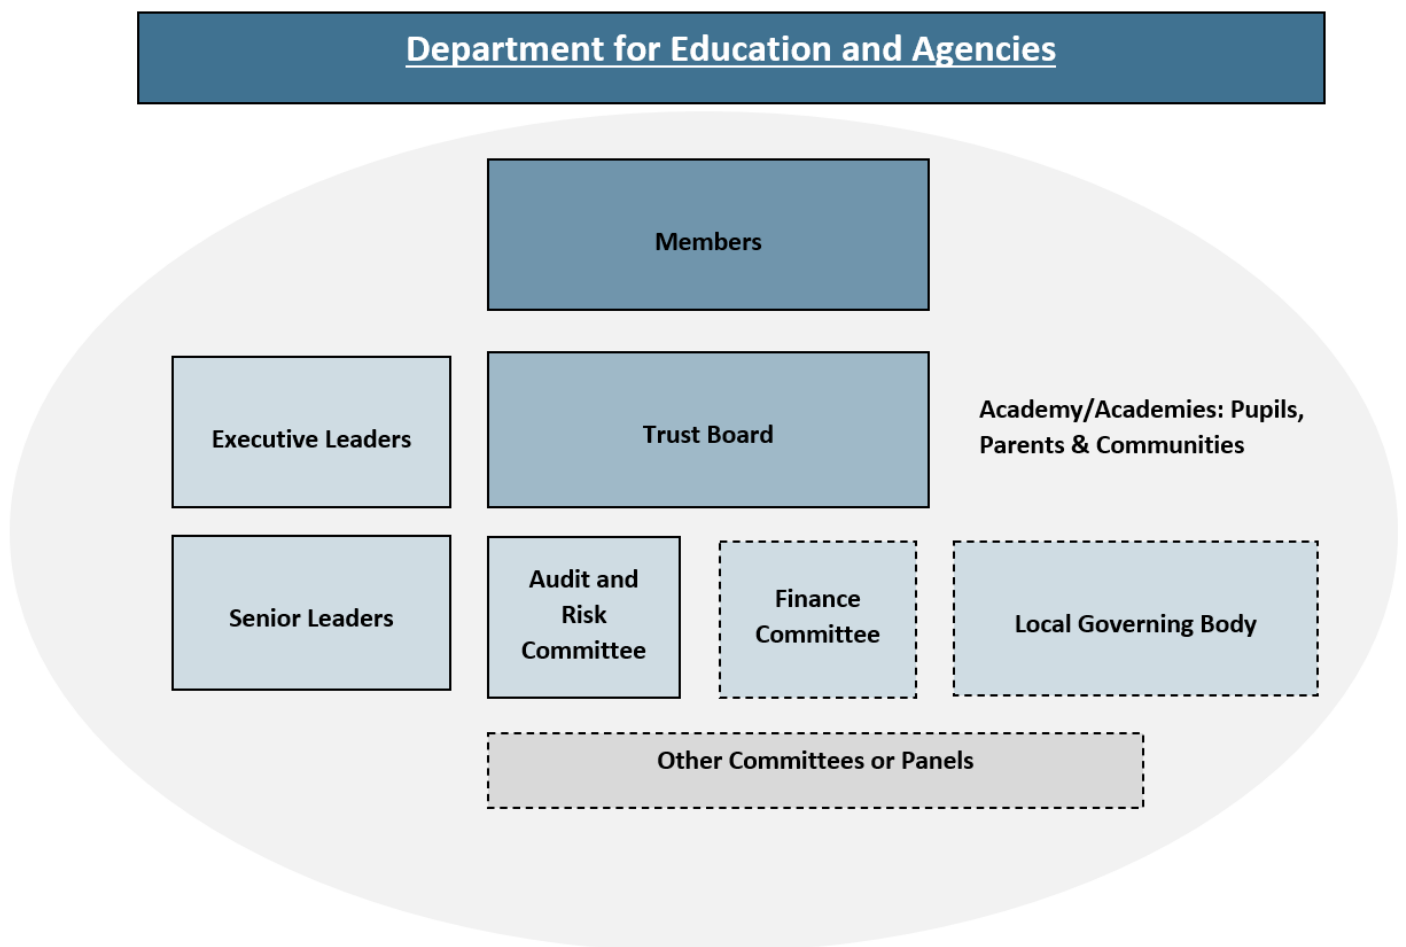 Department for Education and Agencies
Members
Executive Leaders
Trust Board
Academy/Academies: Pupils,
Parents & Communities
Senior Leaders
Audit and
Risk
Committee
Finance
Committee
Local Governing Body
Other Committees or Panels